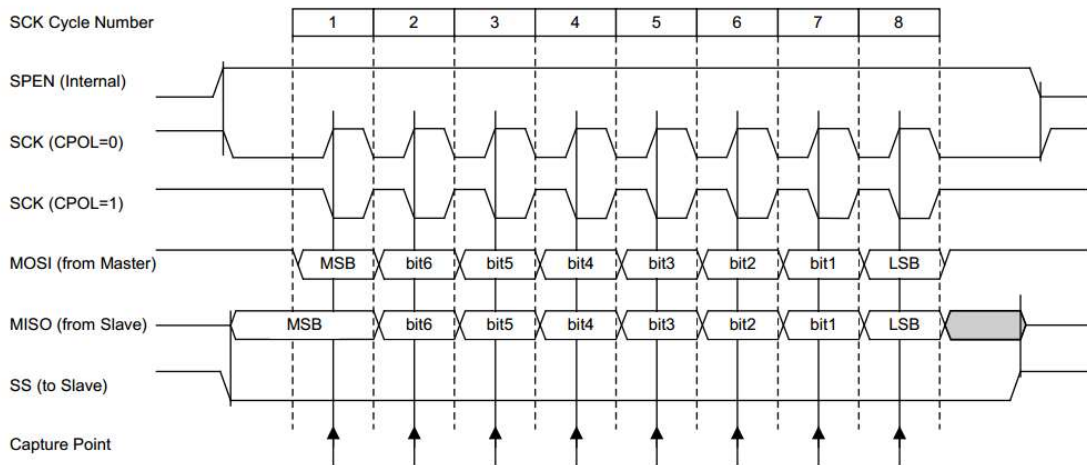 SCK Cycle Number 1 2 3 4 5 6 7 8
SPEN (Internal)
SCK (CPOL=0)
SCK (CPOL=1)
MOSI (from Master) MSB bit6 bit5 bit4 bit3 bit2 bit1 LSB
MISO (from Slave) MSB bit6 bit5 bit4 bit3 bit2 bit1 LSB
SS (to Slave)
Capture Point